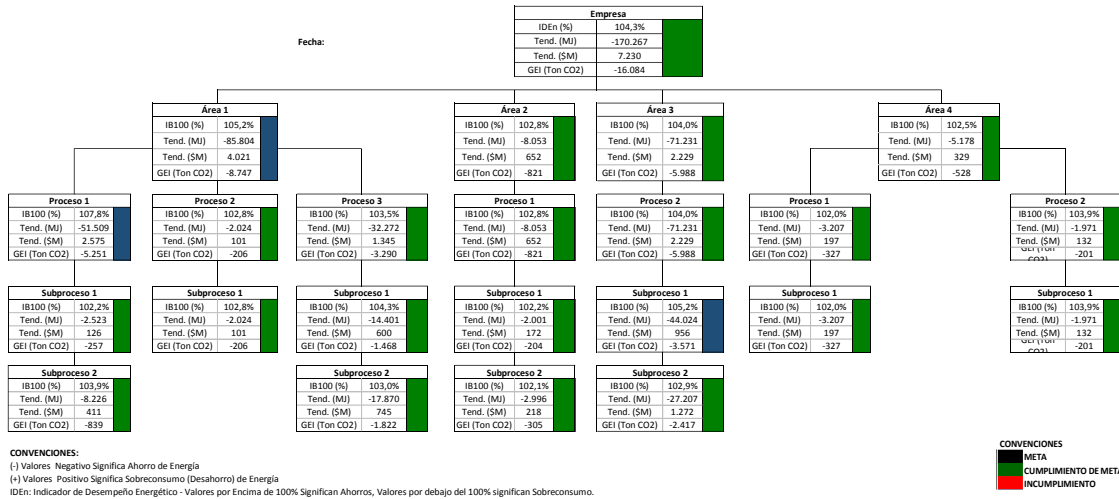 Empresa
Fecha:
IDEn (%) 104,3%
Tend. (MJ) -170.267
Tend. ($M) 7.230
GEI (Ton CO2) -16.084
Área 1 Área 2 Área 3 Área 4
IB100 (%) 105,2% IB100 (%) 102,8% IB100 (%) 104,0% IB100 (%) 102,5%
Tend. (MJ) -85.804 Tend. (MJ) -8.053 Tend. (MJ) -71.231 Tend. (MJ) -5.178
Tend. ($M) 4.021 Tend. ($M) 652 Tend. ($M) 2.229 Tend. ($M) 329
GEI (Ton CO2) -8.747 GEI (Ton CO2) -821 GEI (Ton CO2) -5.988 GEI (Ton CO2) -528
Proceso 1 Proceso 2 Proceso 3 Proceso 1 Proceso 2 Proceso 1 Proceso 2
IB100 (%) 107,8% IB100 (%) 102,8% IB100 (%) 103,5% IB100 (%) 102,8% IB100 (%) 104,0% IB100 (%) 102,0% IB100 (%) 103,9%
Tend. (MJ) -51.509 Tend. (MJ) -2.024 Tend. (MJ) -32.272 Tend. (MJ) -8.053 Tend. (MJ) -71.231 Tend. (MJ) -3.207 Tend. (MJ) -1.971
Tend. ($M) 2.575 Tend. ($M) 101 Tend. ($M) 1.345 Tend. ($M) 652 Tend. ($M) 2.229 Tend. ($M) 197 Tend. ($M) 132
GEI (Ton CO2) -5.251 GEI (Ton CO2) -206 GEI (Ton CO2) -3.290 GEI (Ton CO2) -821 GEI (Ton CO2) -5.988 GEI (Ton CO2) -327 GEI (Ton CO2) -201
Subproceso 1 Subproceso 1 Subproceso 1 Subproceso 1 Subproceso 1 Subproceso 1 Subproceso 1
IB100 (%) 102,2% IB100 (%) 102,8% IB100 (%) 104,3% IB100 (%) 102,8% IB100 (%) 105,2% IB100 (%) 102,0% IB100 (%) 103,9%
Tend. (MJ) -2.523 Tend. (MJ) -2.024 Tend. (MJ) -14.401 Tend. (MJ) -2.001 Tend. (MJ) -44.024 Tend. (MJ) -3.207 Tend. (MJ) -1.971
Tend. ($M) 126 Tend. ($M) 101 Tend. ($M) 600 Tend. ($M) 172 Tend. ($M) 956 Tend. ($M) 197 Tend. ($M) 132
GEI (Ton CO2) -257 GEI (Ton CO2) -206 GEI (Ton CO2) -1.468 GEI (Ton CO2) -204 GEI (Ton CO2) -3.571 GEI (Ton CO2) -327 GEI (Ton CO2) -201
Subproceso 2 Subproceso 2 Subproceso 2 Subproceso 2
IB100 (%) 103,9% IB100 (%) 103,0% IB100 (%) 102,1% IB100 (%) 102,9%
Tend. (MJ) -8.226 Tend. (MJ) -17.870 Tend. (MJ) -2.996 Tend. (MJ) -27.207
Tend. ($M) 411 Tend. ($M) 745 Tend. ($M) 218 Tend. ($M) 1.272
GEI (Ton CO2) -839 GEI (Ton CO2) -1.822 GEI (Ton CO2) -305 GEI (Ton CO2) -2.417
CONVENCIONES:
(-) Valores Negativo Significa Ahorro de Energía
(+) Valores Positivo Significa Sobreconsumo (Desahorro) de Energía
IDEn: Indicador de Desempeño Energético - Valores por Encima de 100% Significan Ahorros, Valores por debajo del 100% significan Sobreconsumo.
CONVENCIONES
META
CUMPLIMIENTO DE META
INCUMPLIMIENTO